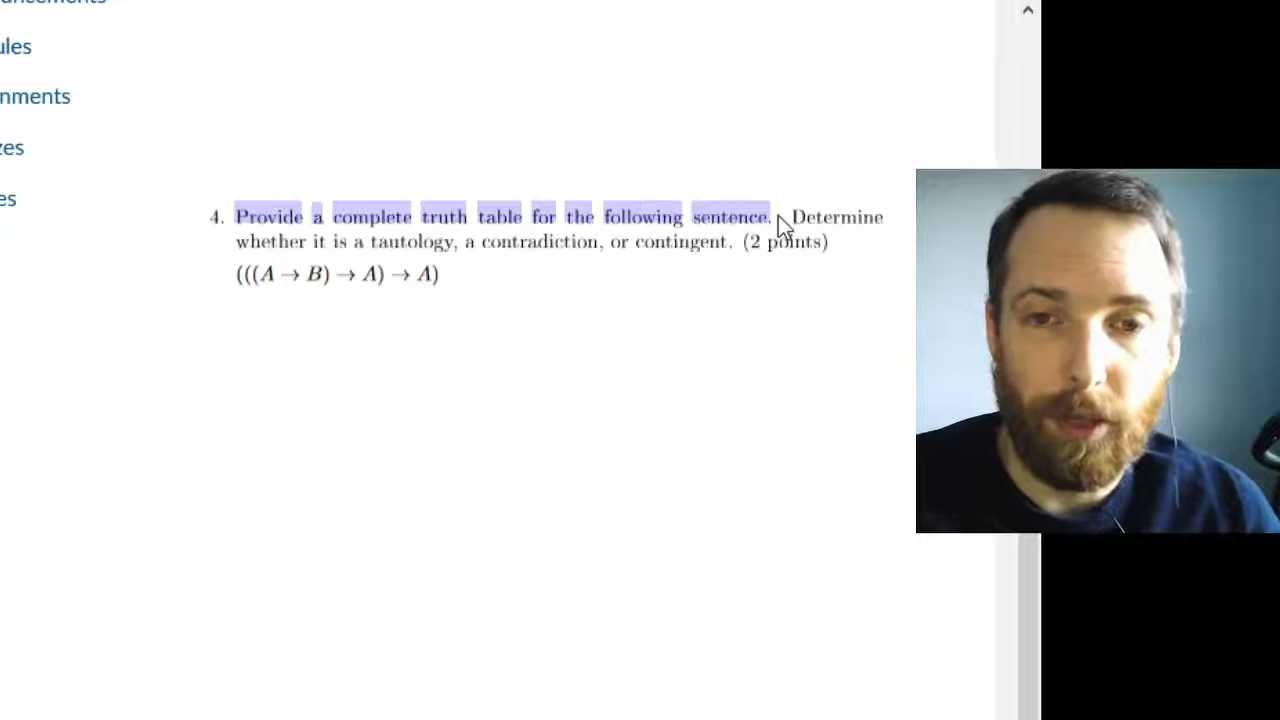 ules
nments
es
4. Provide a complete truth table for the following sentence. Determine
whether it is a tautology, a contradiction, or contingent. (2 points)
(((A → B) → A) → A)